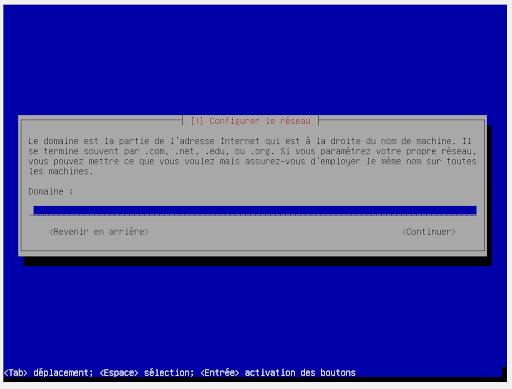 [!] Configurer le réseau
Le domaine est la partie de l'adresse Internet qui est à la droite du nom de machine. Il
se termine souvent par .com, .net, .edu, ou .org. Si vous paramétrez votre propre réseau,
vous pouvez mettre ce que vous voulez mais assurez-vous d'employer le même nom sur toutes
les machines.
Domaine :
<Revenir en arrière> <Continuer>
<Tab> déplacement; <Espace> sélection; <Entrée> activation des boutons